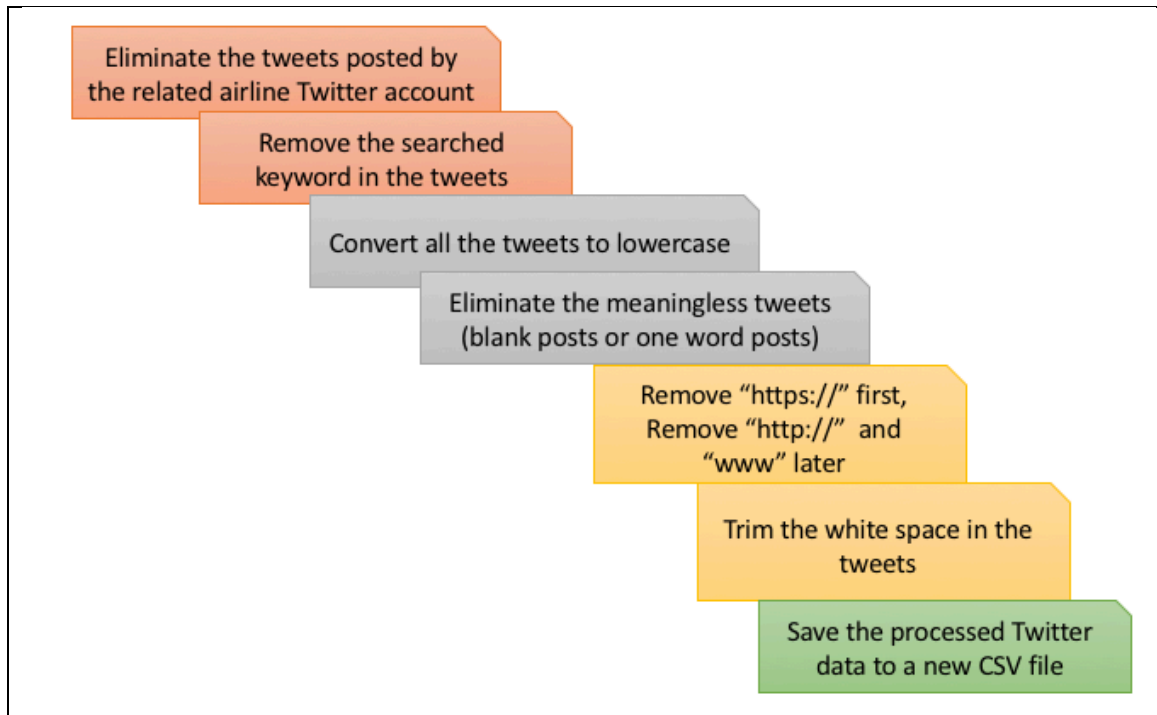 Eliminate the tweets posted by
the related airline Twitter account
Remove the searched
keyword in the tweets
Convert all the tweets to lowercase
Eliminate the meaningless tweets
(blank posts or one word posts)
Remove “https://” first,
Remove “http://”  and
“www” later
Trim the white space in the
tweets
Save the processed Twitter
data to a new CSV file